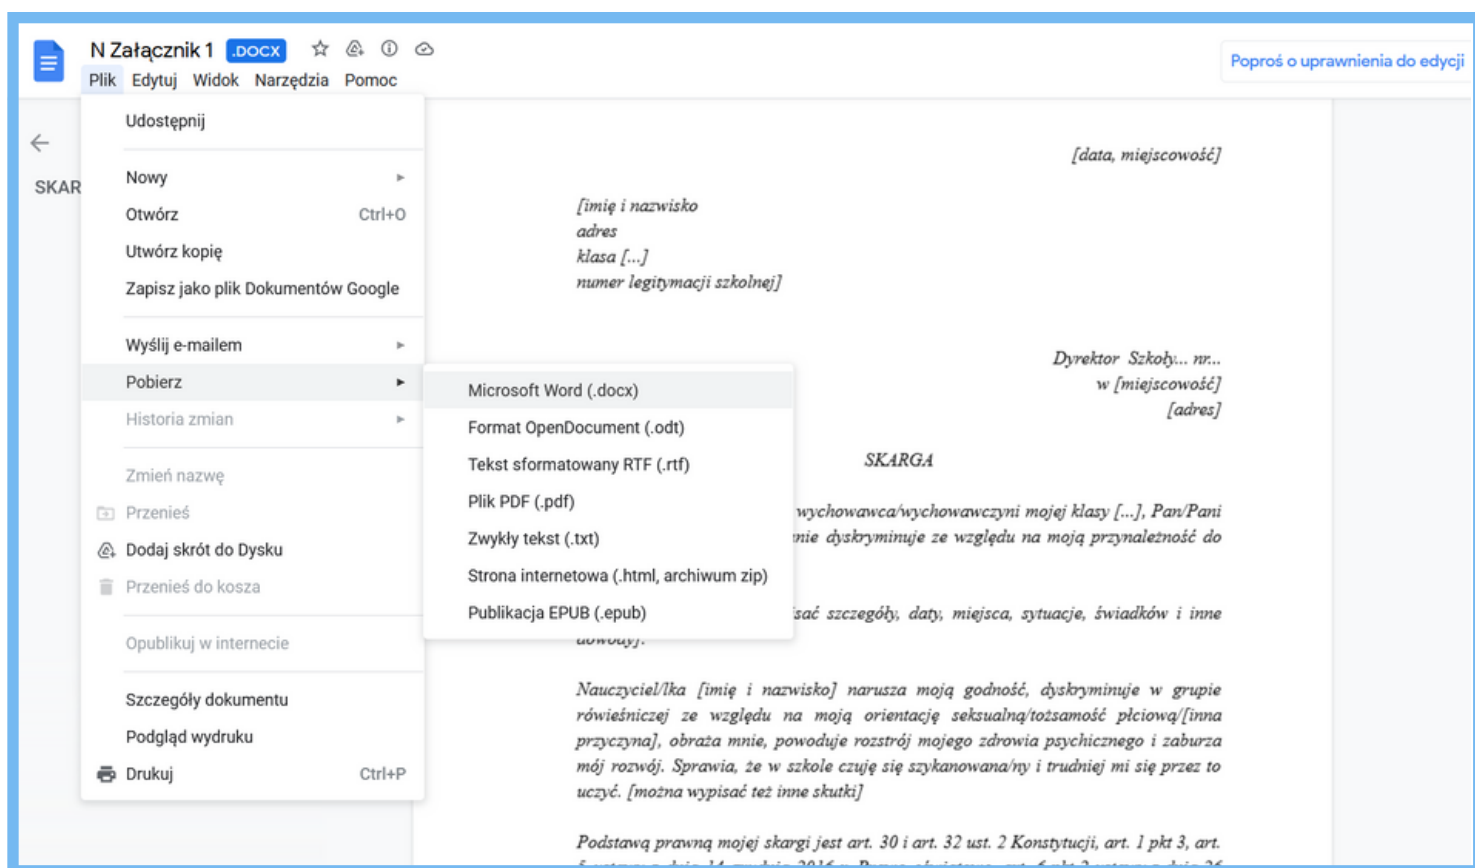 N Załącznik 1 .DOCX
Plik Edytuj Widok Narzędzia Pomoc
Poproś o uprawnienia do edycji
SKAR
Udostępnij
Nowy
Otwórz Ctrl+O
Utwórz kopię
Zapisz jako plik Dokumentów Google
Wyślij e-mailem
Pobierz
Historia zmian
Zmień nazwę
Przenieś
Dodaj skrót do Dysku
Przenieś do kosza
Opublikuj w internecie
Szczegóły dokumentu
Podgląd wydruku
Drukuj Ctrl+P
Microsoft Word (.docx)
Format OpenDocument (.odt)
Tekst sformatowany RTF (.rtf)
Plik PDF (.pdf)
Zwykły tekst (.txt)
Strona internetowa (.html, archiwum zip)
Publikacja EPUB (.epub)
[data, miejscowość]
[imię i nazwisko
adres
klasa [...]
numer legitymacji szkolnej]
Dyrektor Szkoły... nr...
w [miejscowość]
[adres]
SKARGA
wychowawca/wychowawczyni mojej klasy [...], Pan/Pani
nie dyskryminuje ze względu na moją przynależność do
sać szczegóły, daty, miejsca, sytuacje, świadków i inne
dowody].
Nauczyciel/lka [imię i nazwisko] narusza moją godność, dyskryminuje w grupie
rówieśniczej ze względu na moją orientację seksualną/tożsamość płciową/[inna
przyczyna], obraża mnie, powoduje rozstrój mojego zdrowia psychicznego i zaburza
mój rozwój. Sprawia, że w szkole czuję się szykanowana/ny i trudniej mi się przez to
uczyć. [można wypisać też inne skutki]
Podstawą prawną mojej skargi jest art. 30 i art. 32 ust. 2 Konstytucji, art. 1 pkt 3, art.